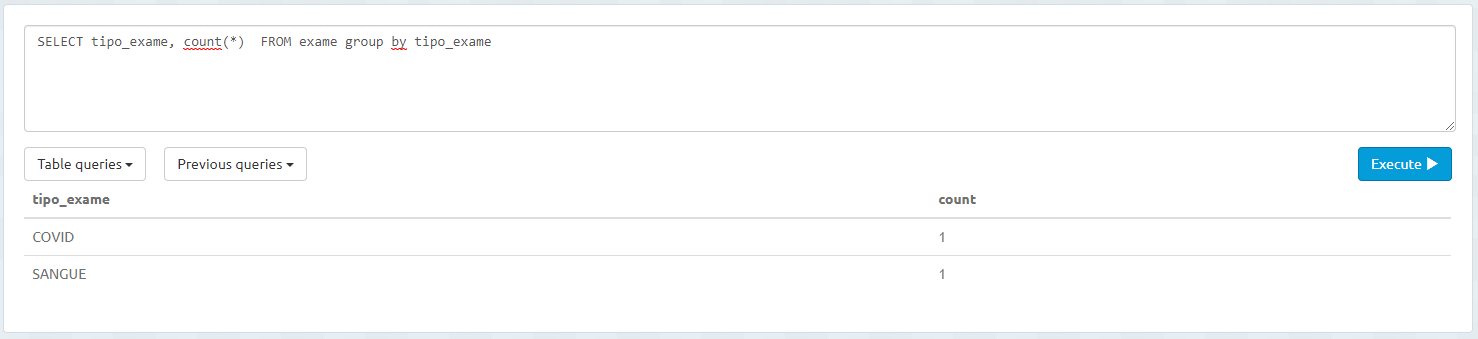 SELECT tipo_exame, count(*)  FROM exame group by tipo_exame
Table queries Previous queries Execute
tipo_exame count
COVID 1
SANGUE 1